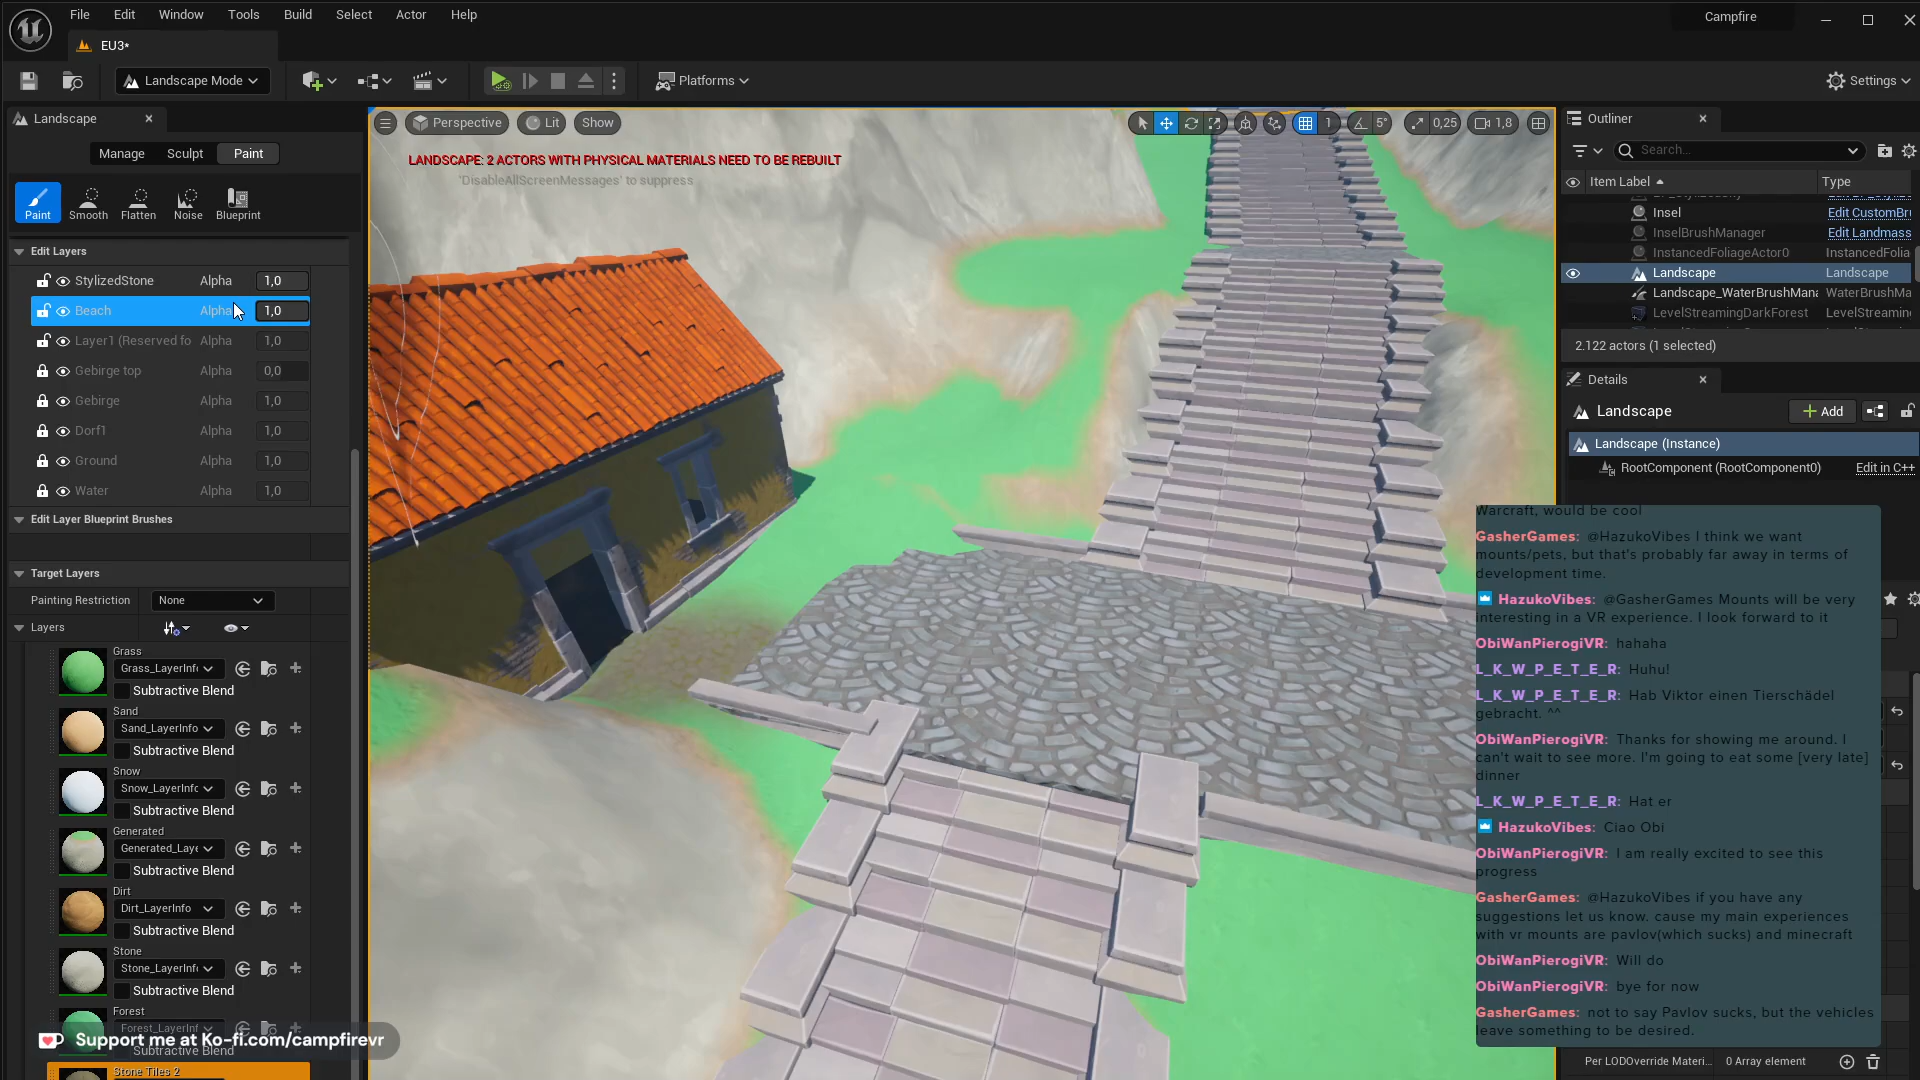 File Edit Window Tools Build Select Actor Help
Campfire
EU3*
Landscape Mode
Platforms
Settings
Landscape
Manage Sculpt Paint
Paint Smooth Flatten Noise Blueprint
Edit Layers
StylizedStone Alpha 1,0
Beach Alpha 1,0
Layer1 (Reserved fo Alpha 1,0
Gebirge top Alpha 0,0
Gebirge Alpha 1,0
Dorf1 Alpha 1,0
Ground Alpha 1,0
Water Alpha 1,0
Edit Layer Blueprint Brushes
Target Layers
Painting Restriction None
Layers
Grass
Grass_LayerInfo
Subtractive Blend
Sand
Sand_LayerInfo
Subtractive Blend
Snow
Snow_LayerInfc
Subtractive Blend
Generated
Generated_Laye
Subtractive Blend
Dirt
Dirt_LayerInfo
Subtractive Blend
Stone
Stone_LayerInfo
Subtractive Blend
Forest
Forest_LayerInf
Subtractive Blend
Support me at Ko-fi.com/campfirevr
Stone Tiles 2
Perspective Lit Show
1 5° 0,25 1,8
LANDSCAPE: 2 ACTORS WITH PHYSICAL MATERIALS NEED TO BE REBUILT
'DisableAllScreenMessages' to suppress
Outliner
Search...
Item Label Type
Insel Edit CustomBr
InselBrushManager Edit Landmass
InstancedFoliageActor0 InstancedFolia
Landscape Landscape
Landscape_WaterBrushMana WaterBrushMa
LevelStreamingDarkForest LevelStreaming
2.122 actors (1 selected)
Details
Landscape
Add
Landscape (Instance)
RootComponent (RootComponent0) Edit in C++
Warcraft, would be cool
GasherGames: @HazukoVibes I think we want
mounts/pets, but that's probably far away in terms of
development time.
HazukoVibes: @GasherGames Mounts will be very
interesting in a VR experience. I look forward to it
ObiWanPierogiVR: hahaha
L_K_W_P_E_T_E_R: Huhu!
L_K_W_P_E_T_E_R: Hab Viktor einen Tierschädel
gebracht. ^^
ObiWanPierogiVR: Thanks for showing me around. I
can't wait to see more. I'm going to eat some [very late]
dinner
L_K_W_P_E_T_E_R: Hat er
HazukoVibes: Ciao Obi
ObiWanPierogiVR: I am really excited to see this
progress
GasherGames: @HazukoVibes if you have any
suggestions let us know. cause my main experiences
with vr mounts are pavlov(which sucks) and minecraft
ObiWanPierogiVR: Will do
ObiWanPierogiVR: bye for now
GasherGames: not to say Pavlov sucks, but the vehicles
leave something to be desired.
Per LODOverride Materi... 0 Array element